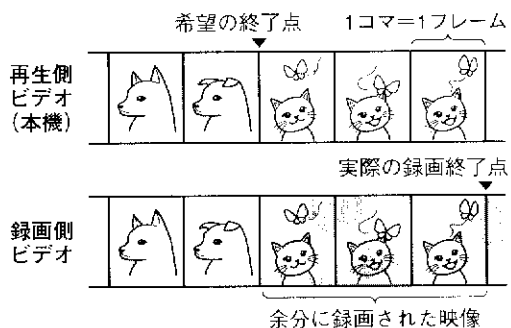 希望の終了点
1コマ=1フレーム
再生側
ビデオ
(本機)
実際の録画終了点
録画側
ビデオ
余分に録画された映像